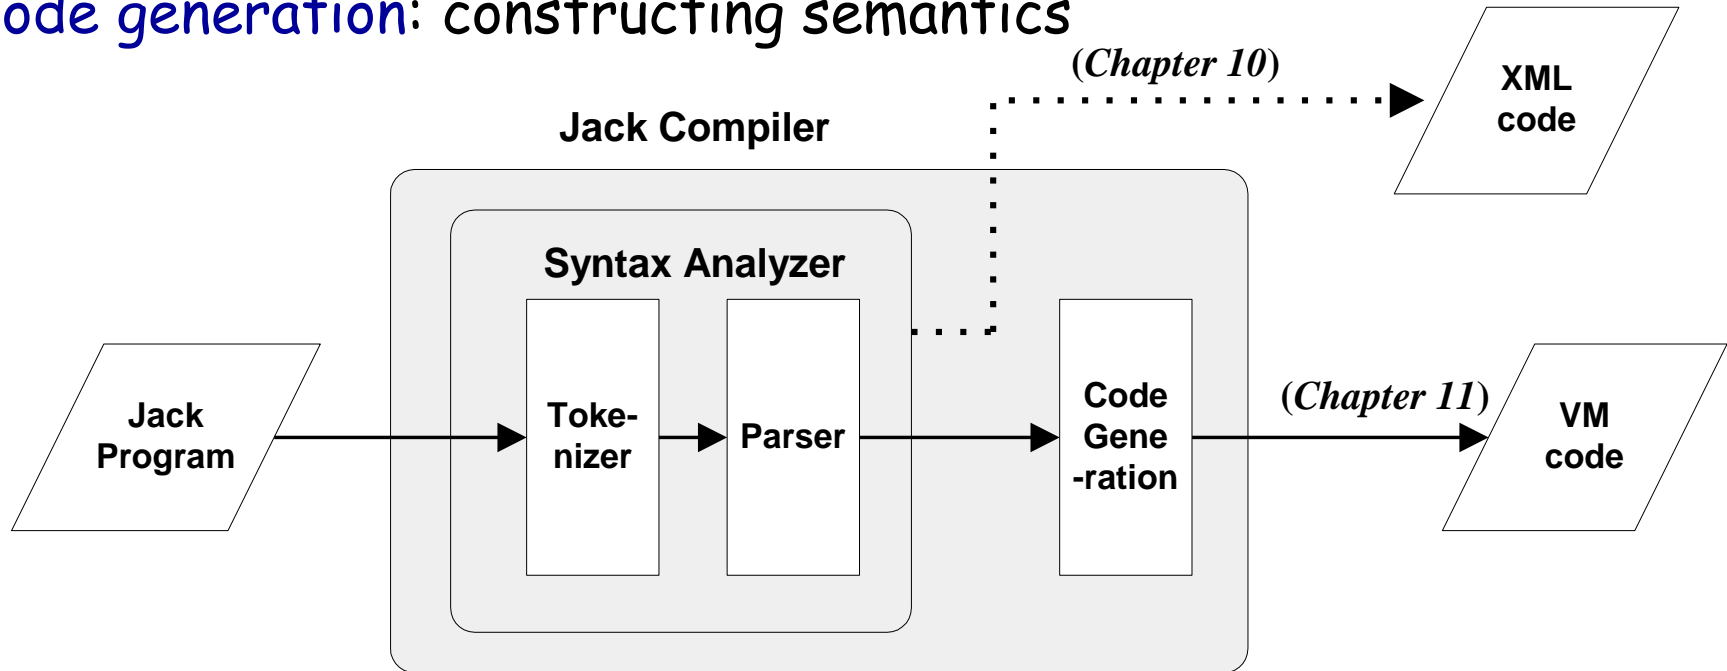 ode generation: constructing semantics
(Chapter 10)
XML
code
Jack Compiler
Syntax Analyzer
Jack
Program
Toke-
nizer
Parser
Code
Gene
-ration
(Chapter 11)
VM
code